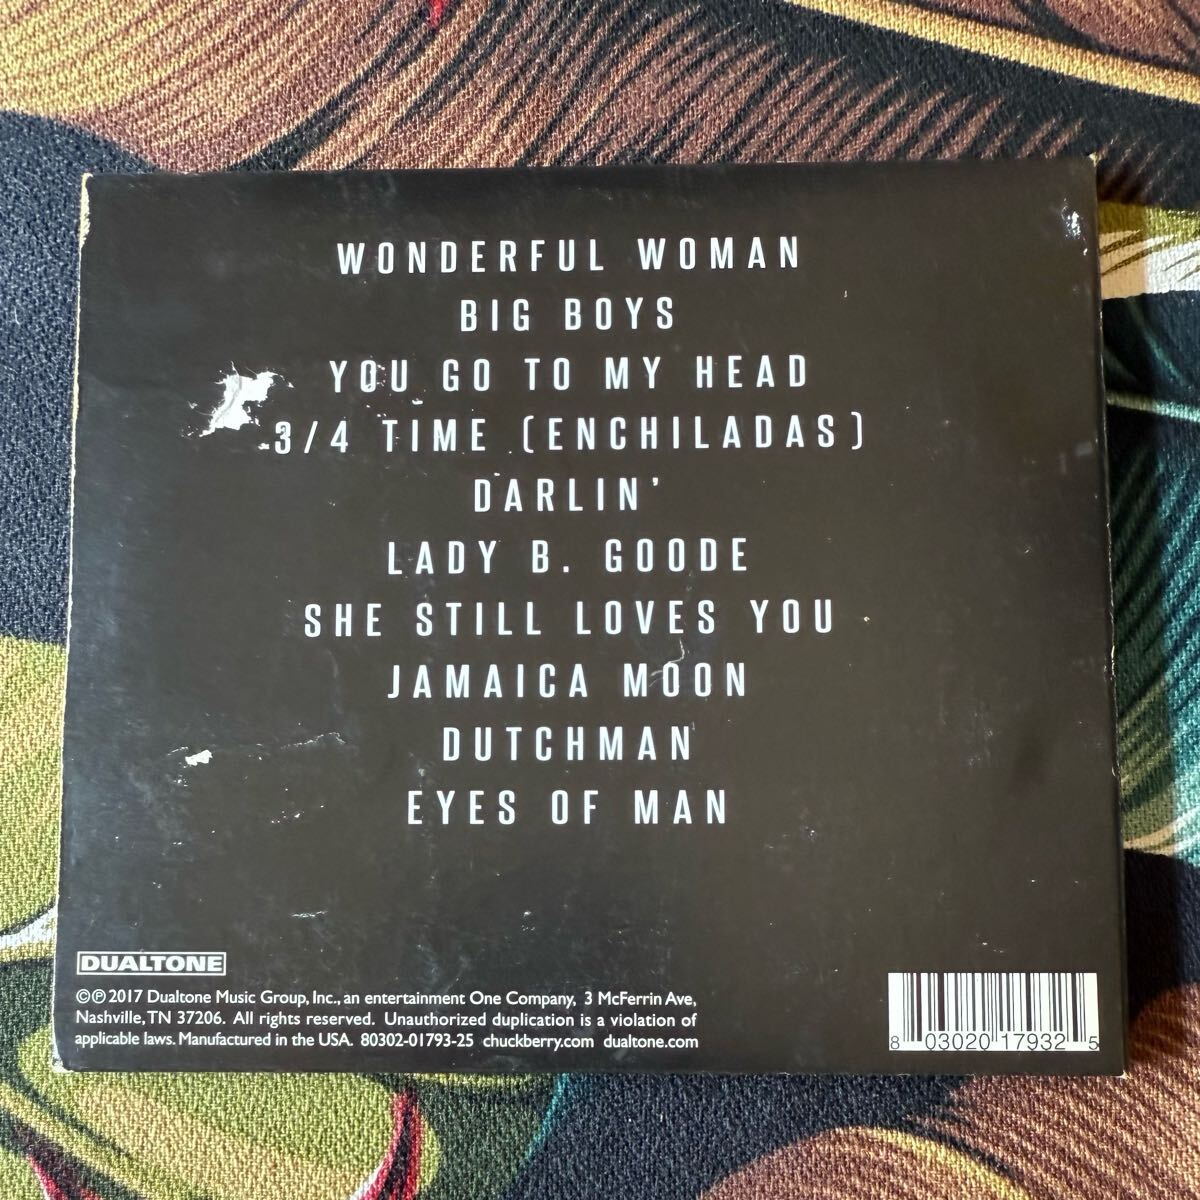 WONDERFUL WOMAN
BIG BOYS
YOU GO TO MY HEAD
3/4 TIME (ENCHILADAS)
DARLIN'
LADY B. GOODE
SHE STILL LOVES YOU
JAMAICA MOON
DUTCHMAN
EYES OF MAN
DUALTONE
©℗ 2017 Dualtone Music Group, Inc., an entertainment One Company, 3 McFerrin Ave,
Nashville, TN 37206. All rights reserved. Unauthorized duplication is a violation of
applicable laws. Manufactured in the USA. 80302-01793-25 chuckberry.com dualtone.com
8 03020 17932 5